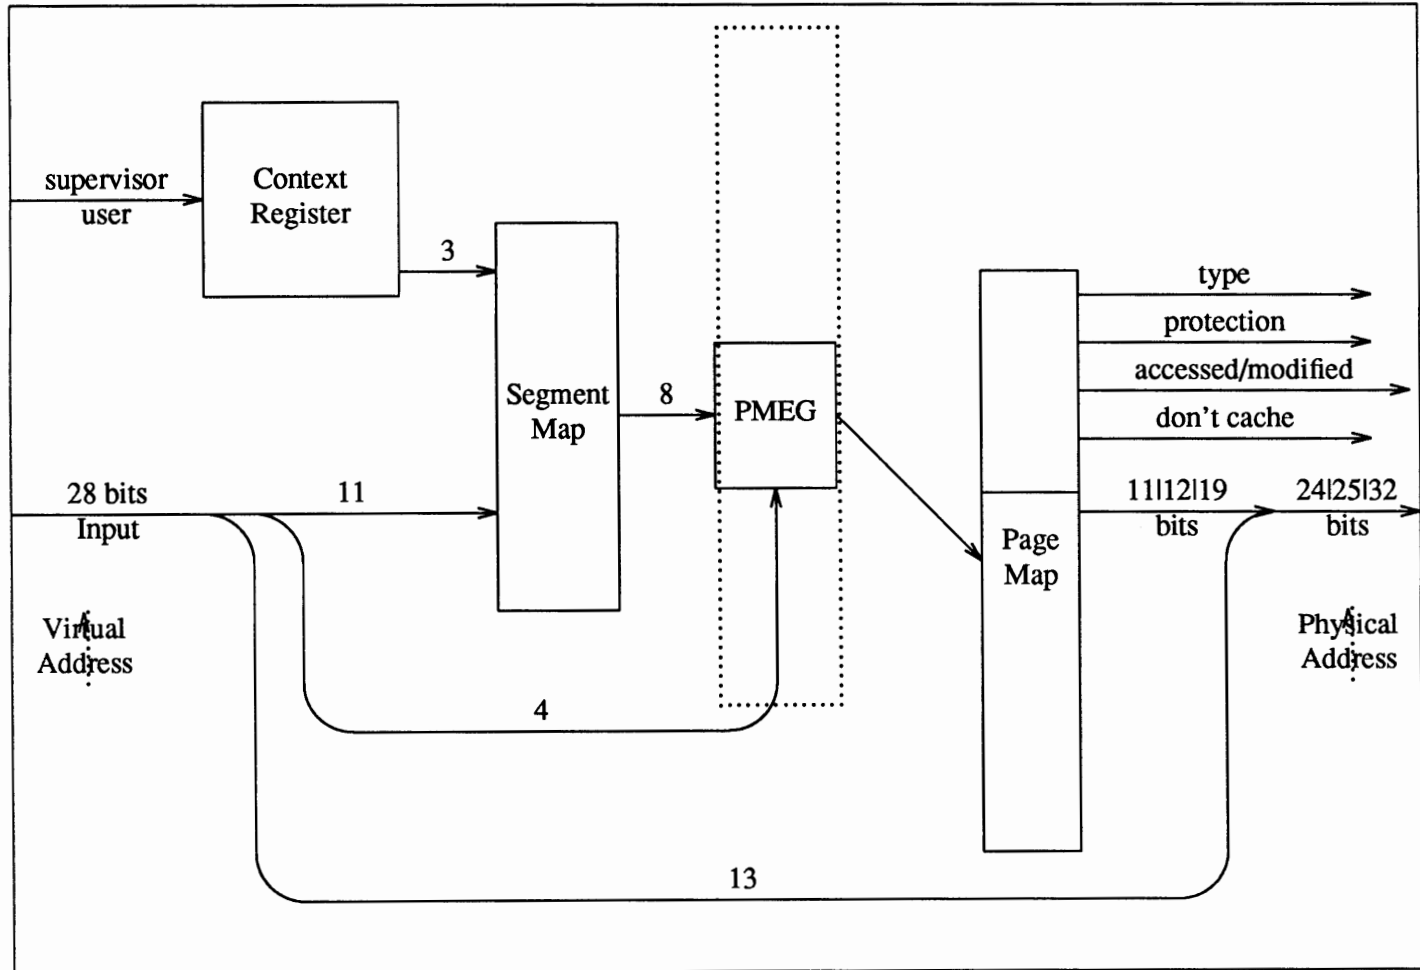 supervisor
user
Context
Register
3
Segment
Map
8
PMEG
type
protection
accessed/modified
don't cache
28 bits
Input
11
11|12|19
bits
24|25|32
bits
Page
Map
Virtual
Address
Physical
Address
4
13